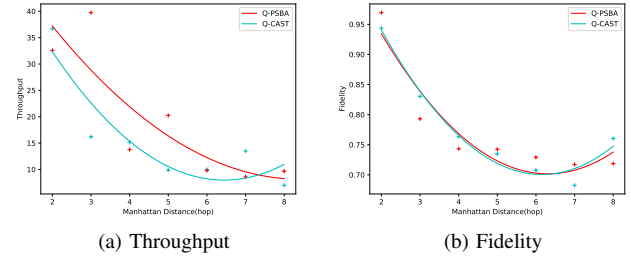 Throughput
40
35
30
25
20
15
10
2 3 4 5 6 7 8
Manhattan Distance(hop)
Q-PSBA
Q-CAST
(a) Throughput
Fidelity
0.95
0.90
0.85
0.80
0.75
0.70
2 3 4 5 6 7 8
Manhattan Distance(hop)
Q-PSBA
Q-CAST
(b) Fidelity